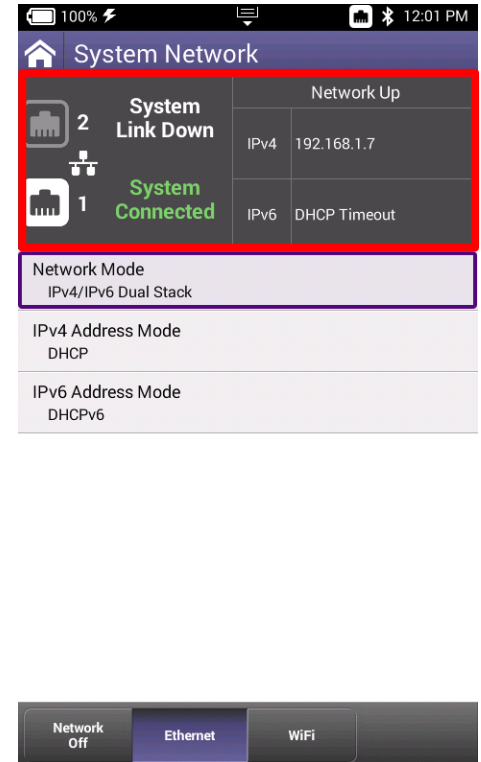 100% 12:01 PM
System Network
2 System
Link Down
1 System
Connected
Network Up
IPv4 192.168.1.7
IPv6 DHCP Timeout
Network Mode
IPv4/IPv6 Dual Stack
IPv4 Address Mode
DHCP
IPv6 Address Mode
DHCPv6
Network
Off
Ethernet
WiFi